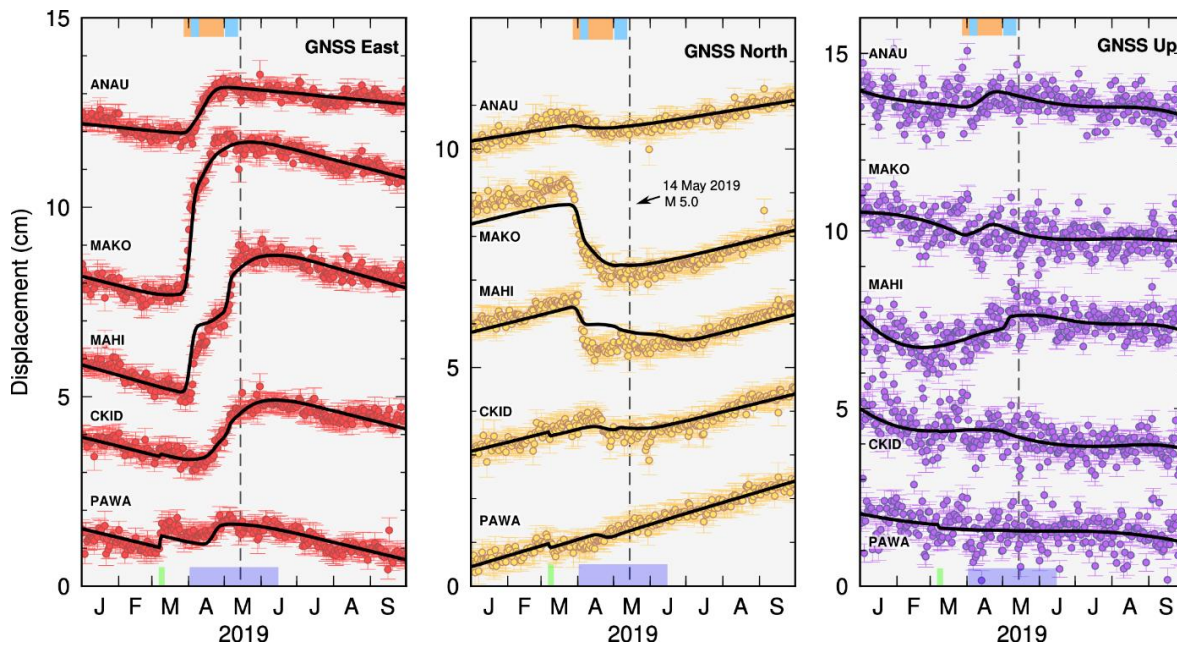 15
10
5
0
Displacement (cm)
GNSS East
ANAU
MAKO
MAHI
CKID
PAWA
J F M A M J J A S
2019
10
5
0
GNSS North
ANAU
14 May 2019
M 5.0
MAKO
MAHI
CKID
PAWA
J F M A M J J A S
2019
15
10
5
0
GNSS Up
ANAU
MAKO
MAHI
CKID
PAWA
J F M A M J J A S
2019